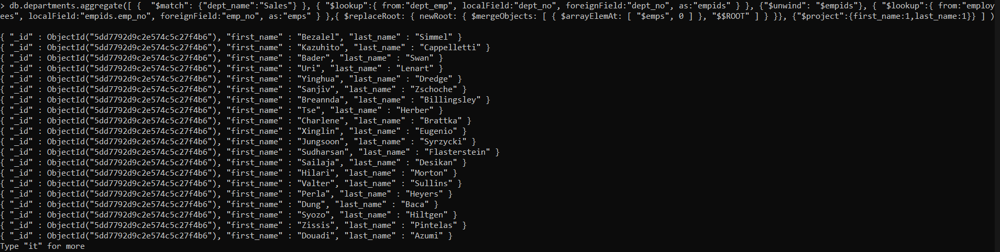 > db.departments.aggregate([ {  "$match": {"dept_name":"Sales"} }, { "$lookup":{ from:"dept_emp", localField:"dept_no", foreignField:"dept_no", as:"empids" } }, {"$unwind": "$empids"}, { "$lookup":{ from:"employ
ees", localField:"empids.emp_no", foreignField:"emp_no", as:"emps" } },{ $replaceRoot: { newRoot: { $mergeObjects: [ { $arrayElemAt: [ "$emps", 0 ] }, "$$ROOT" ] } }}, {"$project":{first_name:1,last_name:1}} ] )
{ "_id" : ObjectId("5dd7792d9c2e574c5c27f4b6"), "first_name" : "Bezalel", "last_name" : "Simmel" }
{ "_id" : ObjectId("5dd7792d9c2e574c5c27f4b6"), "first_name" : "Kazuhito", "last_name" : "Cappelletti" }
{ "_id" : ObjectId("5dd7792d9c2e574c5c27f4b6"), "first_name" : "Bader", "last_name" : "Swan" }
{ "_id" : ObjectId("5dd7792d9c2e574c5c27f4b6"), "first_name" : "Uri", "last_name" : "Lenart" }
{ "_id" : ObjectId("5dd7792d9c2e574c5c27f4b6"), "first_name" : "Yinghua", "last_name" : "Dredge" }
{ "_id" : ObjectId("5dd7792d9c2e574c5c27f4b6"), "first_name" : "Sanjiv", "last_name" : "Zschoche" }
{ "_id" : ObjectId("5dd7792d9c2e574c5c27f4b6"), "first_name" : "Breannda", "last_name" : "Billingsley" }
{ "_id" : ObjectId("5dd7792d9c2e574c5c27f4b6"), "first_name" : "Tse", "last_name" : "Herber" }
{ "_id" : ObjectId("5dd7792d9c2e574c5c27f4b6"), "first_name" : "Charlene", "last_name" : "Brattka" }
{ "_id" : ObjectId("5dd7792d9c2e574c5c27f4b6"), "first_name" : "Xinglin", "last_name" : "Eugenio" }
{ "_id" : ObjectId("5dd7792d9c2e574c5c27f4b6"), "first_name" : "Jungsoon", "last_name" : "Syrzycki" }
{ "_id" : ObjectId("5dd7792d9c2e574c5c27f4b6"), "first_name" : "Sudharsan", "last_name" : "Flasterstein" }
{ "_id" : ObjectId("5dd7792d9c2e574c5c27f4b6"), "first_name" : "Sailaja", "last_name" : "Desikan" }
{ "_id" : ObjectId("5dd7792d9c2e574c5c27f4b6"), "first_name" : "Hilari", "last_name" : "Morton" }
{ "_id" : ObjectId("5dd7792d9c2e574c5c27f4b6"), "first_name" : "Valter", "last_name" : "Sullins" }
{ "_id" : ObjectId("5dd7792d9c2e574c5c27f4b6"), "first_name" : "Perla", "last_name" : "Heyers" }
{ "_id" : ObjectId("5dd7792d9c2e574c5c27f4b6"), "first_name" : "Dung", "last_name" : "Baca" }
{ "_id" : ObjectId("5dd7792d9c2e574c5c27f4b6"), "first_name" : "Syozo", "last_name" : "Hiltgen" }
{ "_id" : ObjectId("5dd7792d9c2e574c5c27f4b6"), "first_name" : "Zissis", "last_name" : "Pintelas" }
{ "_id" : ObjectId("5dd7792d9c2e574c5c27f4b6"), "first_name" : "Douadi", "last_name" : "Azumi" }
Type "it" for more